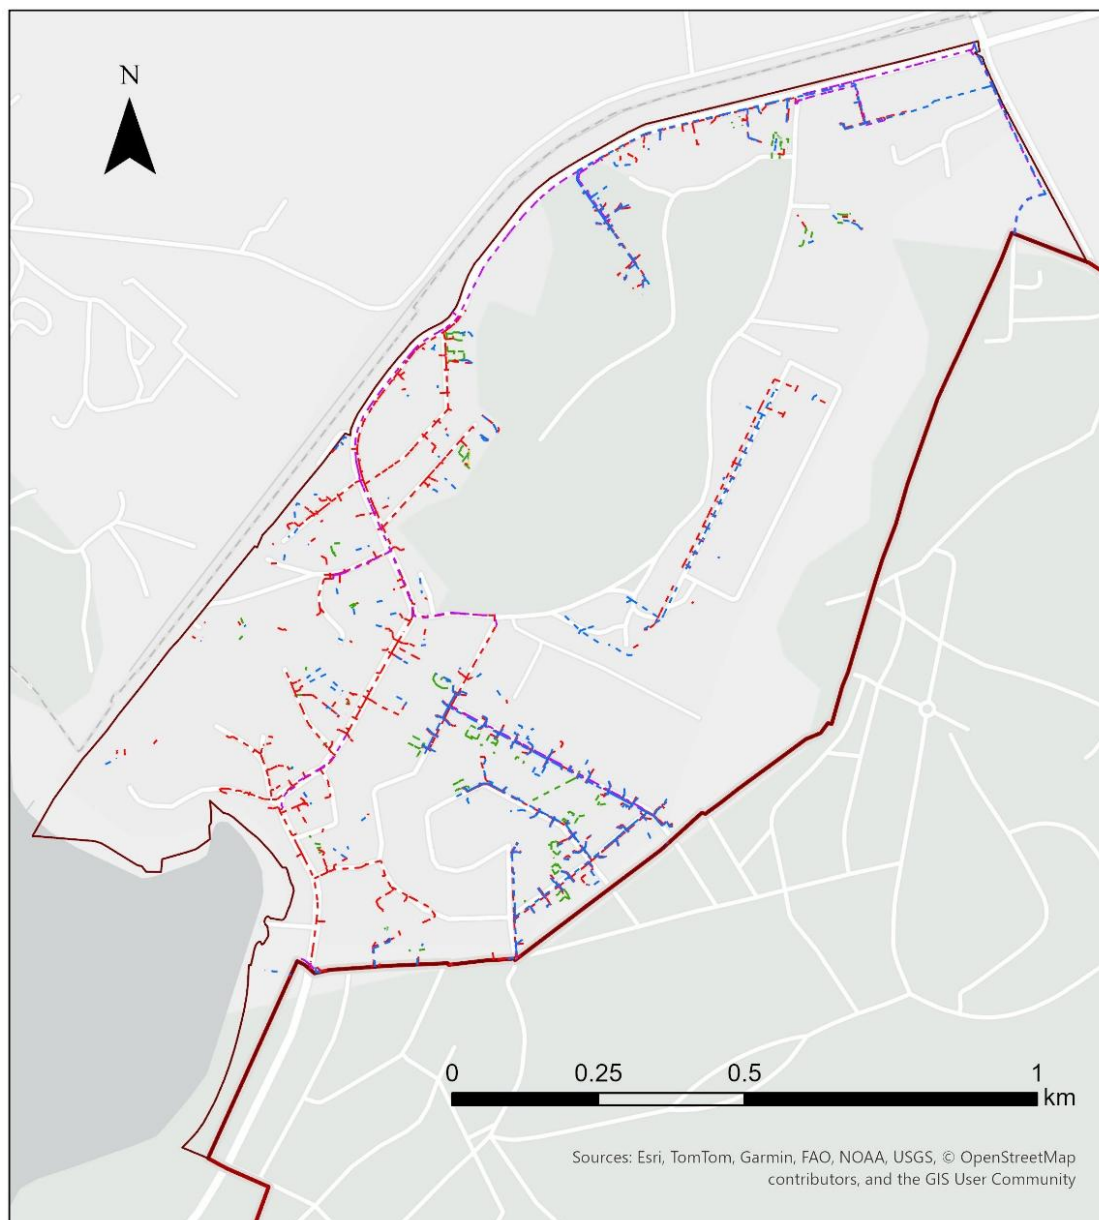 N
0 0.25 0.5 1
km
Sources: Esri, TomTom, Garmin, FAO, NOAA, USGS, © OpenStreetMap
contributors, and the GIS User Community